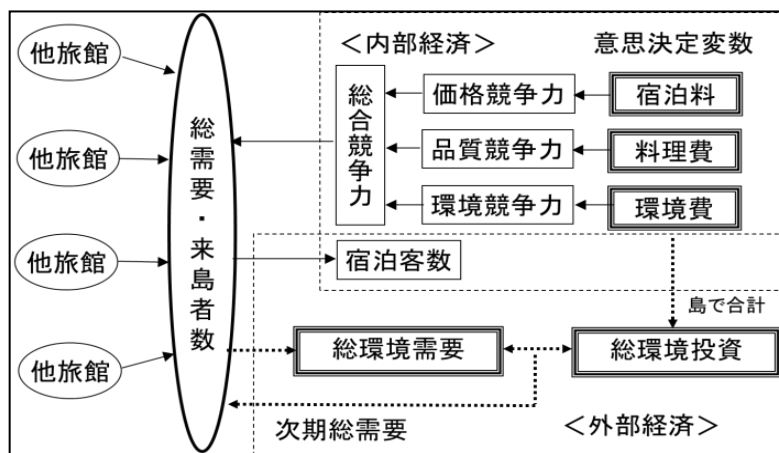 他旅館
他旅館
他旅館
他旅館
総需要・来島者数
＜内部経済＞
意思決定変数
総合競争力
価格競争力
宿泊料
品質競争力
料理費
環境競争力
環境費
宿泊客数
島で合計
総環境需要
総環境投資
次期総需要
＜外部経済＞